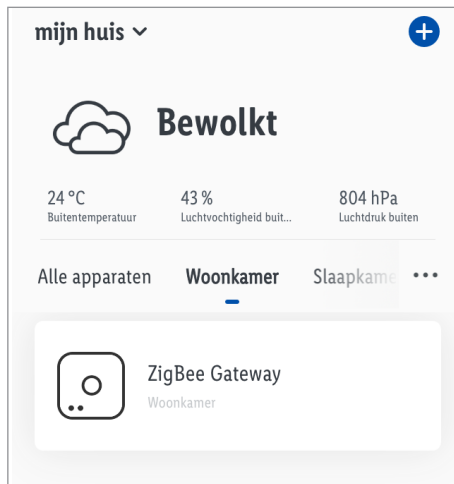 mijn huis
Bewolkt
24 °C 43 % 804 hPa
Buitentemperatuur Luchtvochtigheid buit... Luchtdruk buiten
Alle apparaten Woonkamer Slaapkame
ZigBee Gateway
Woonkamer